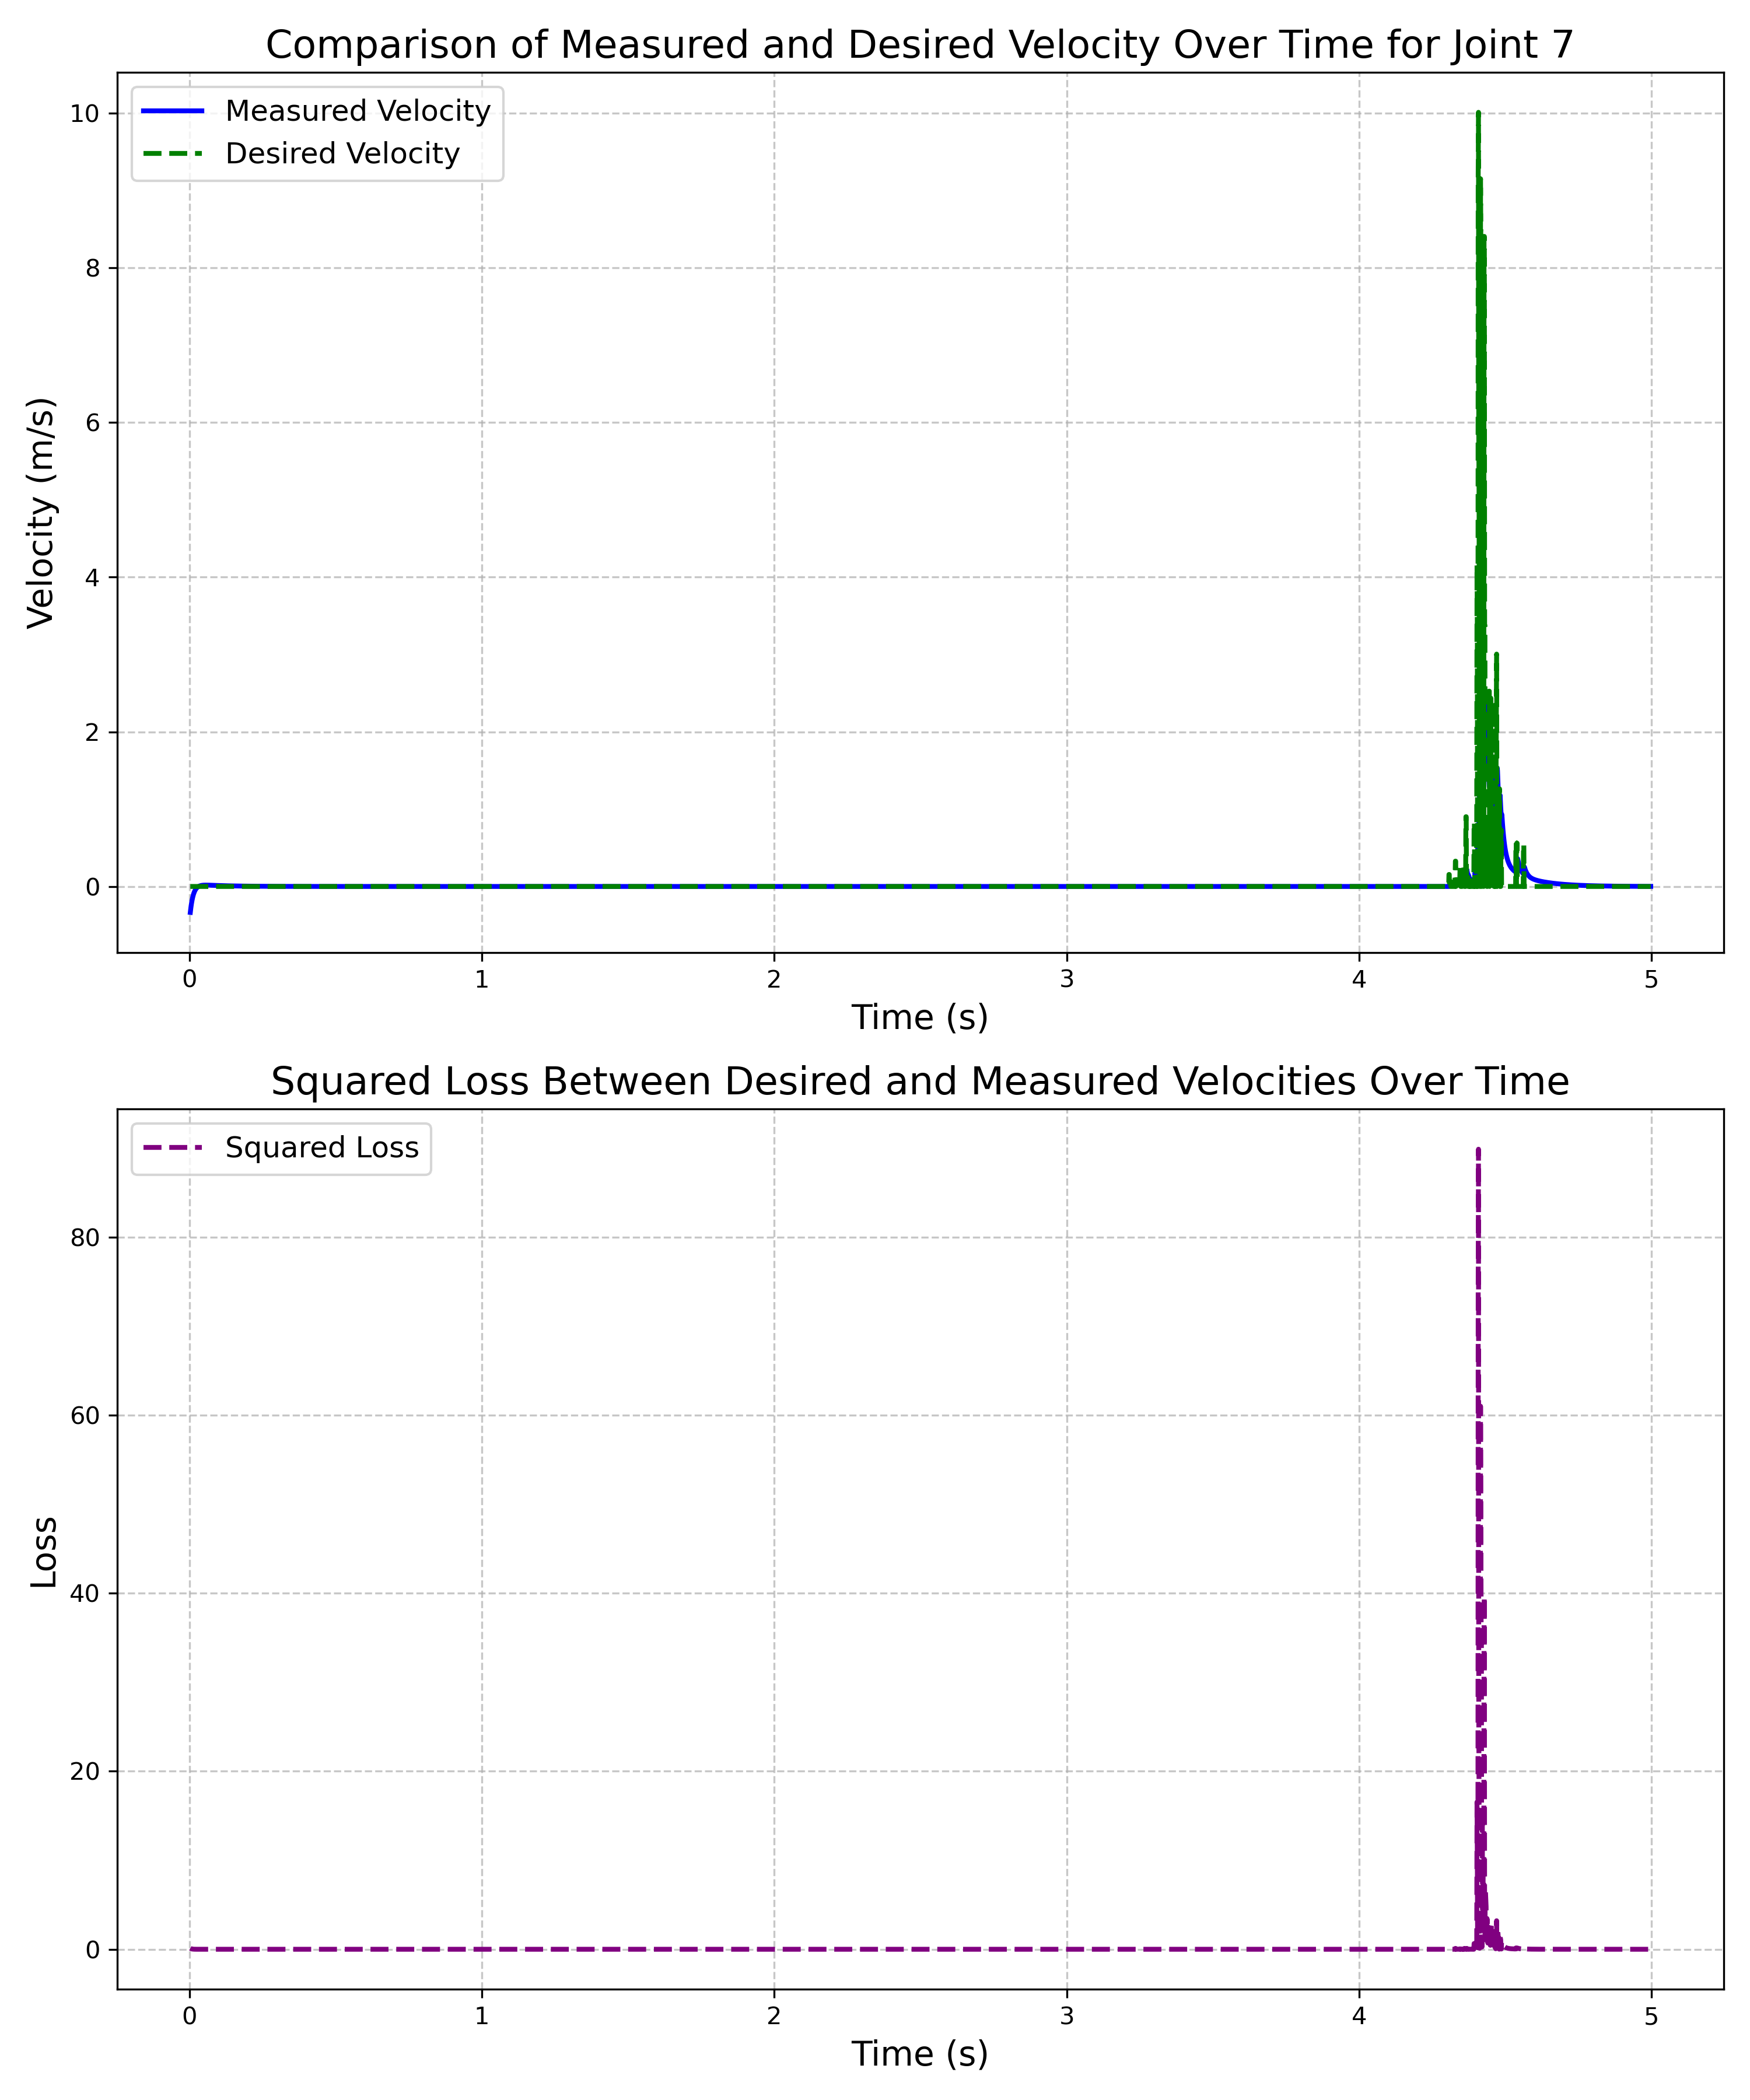 Comparison of Measured and Desired Velocity Over Time for Joint 7
Measured Velocity
Desired Velocity
10
8
6
4
2
0
Velocity (m/s)
0 1 2 3 4 5
Time (s)
Squared Loss Between Desired and Measured Velocities Over Time
Squared Loss
80
60
40
20
0
Loss
0 1 2 3 4 5
Time (s)